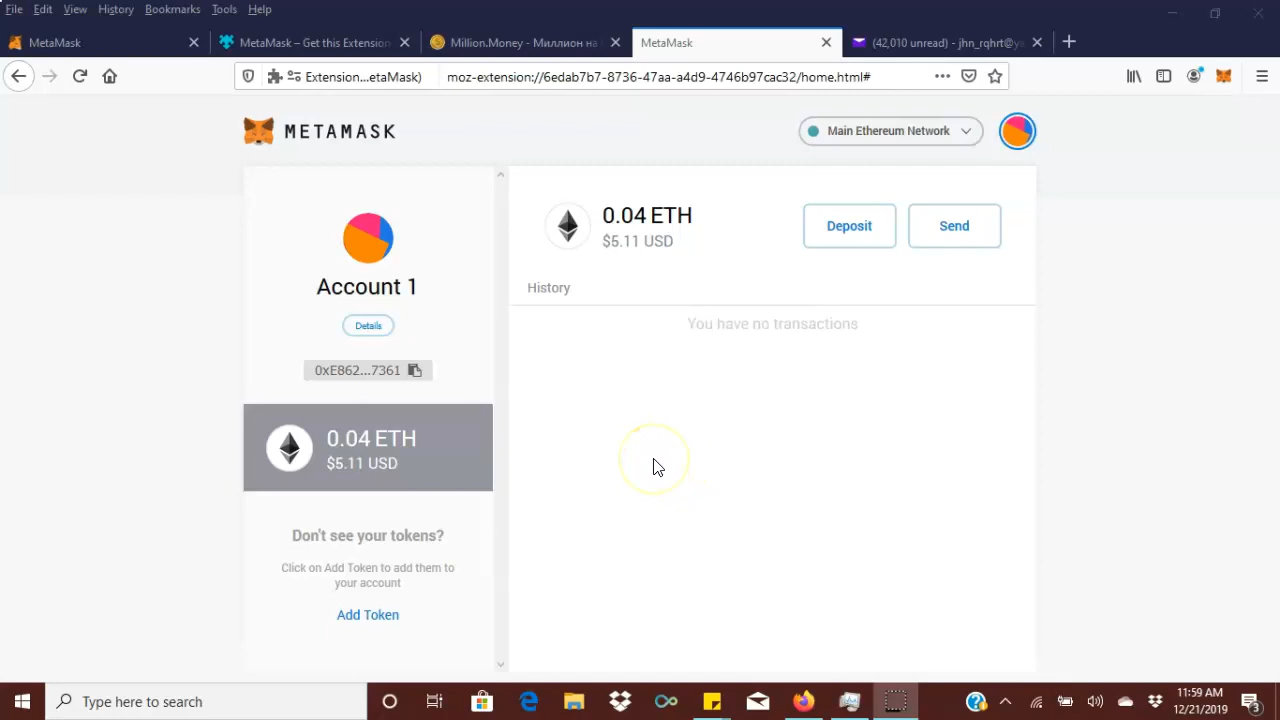 File Edit View History Bookmarks Tools Help
MetaMask
MetaMask – Get this Extension
Million.Money - Миллион на
MetaMask
(42,010 unread) - jhn_rqhrt@y
Extension...etaMask)
moz-extension://6edab7b7-8736-47aa-a4d9-4746b97cac32/home.html#
METAMASK
Main Ethereum Network
Account 1
Details
0xE862...7361
0.04 ETH
$5.11 USD
Don't see your tokens?
Click on Add Token to add them to
your account
Add Token
0.04 ETH
$5.11 USD
Deposit
Send
History
You have no transactions
Type here to search
11:59 AM
12/21/2019
3